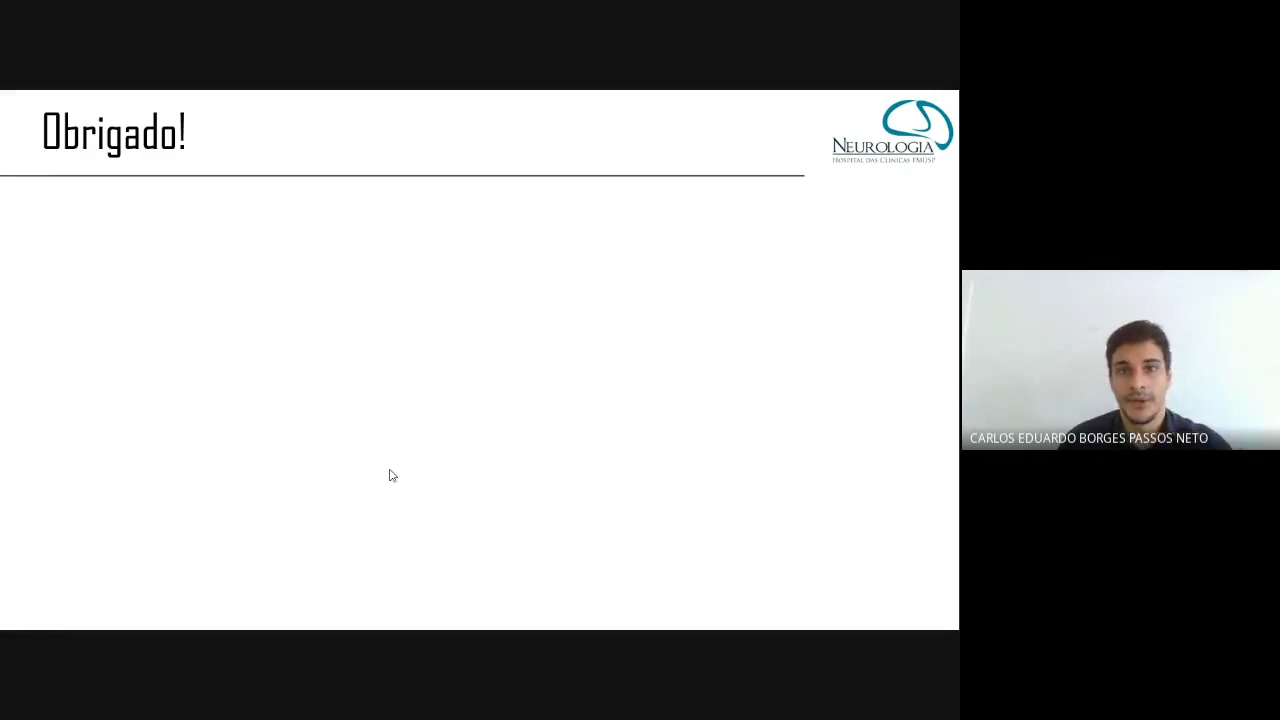 Obrigado!
NEUROLOGIA
HOSPITAL DAS CLÍNICAS FMUSP
CARLOS EDUARDO BORGES PASSOS NETO